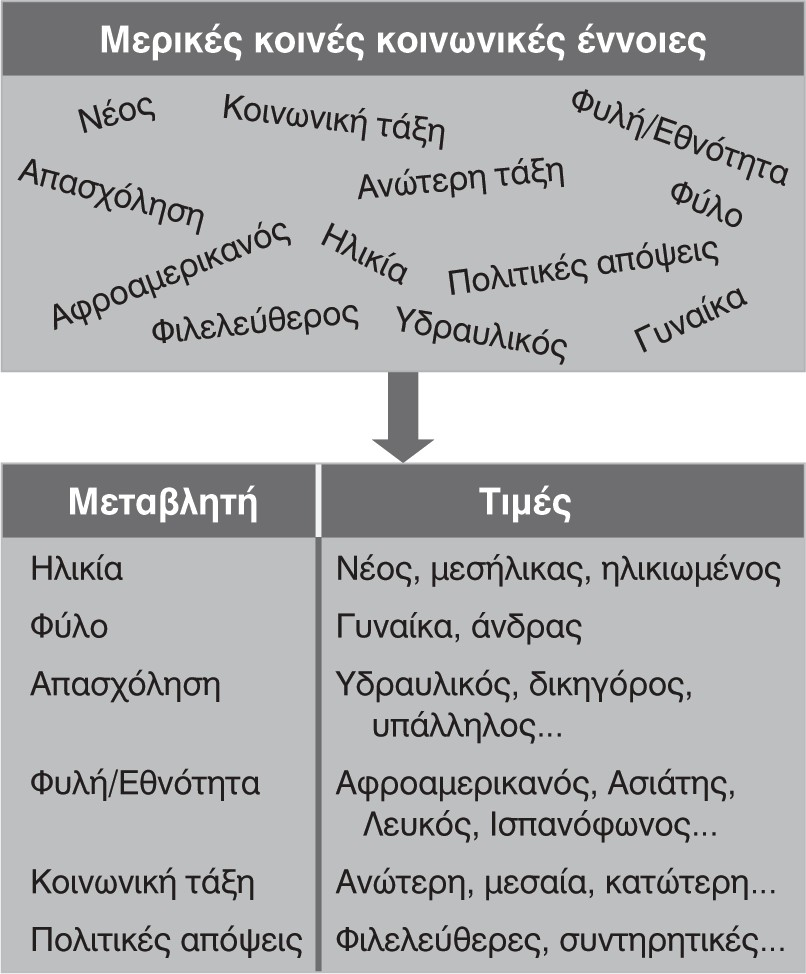 Μερικές κοινές κοινωνικές έννοιες
Νέος
Κοινωνική τάξη
Φυλή/Εθνότητα
Απασχόληση
Ανώτερη τάξη
Φύλο
Αφροαμερικανός
Ηλικία
Πολιτικές απόψεις
Φιλελεύθερος
Υδραυλικός
Γυναίκα
Μεταβλητή Τιμές
Ηλικία Νέος, μεσήλικας, ηλικιωμένος
Φύλο Γυναίκα, άνδρας
Απασχόληση Υδραυλικός, δικηγόρος,
υπάλληλος...
Φυλή/Εθνότητα Αφροαμερικανός, Ασιάτης,
Λευκός, Ισπανόφωνος...
Κοινωνική τάξη Ανώτερη, μεσαία, κατώτερη...
Πολιτικές απόψεις Φιλελεύθερες, συντηρητικές...